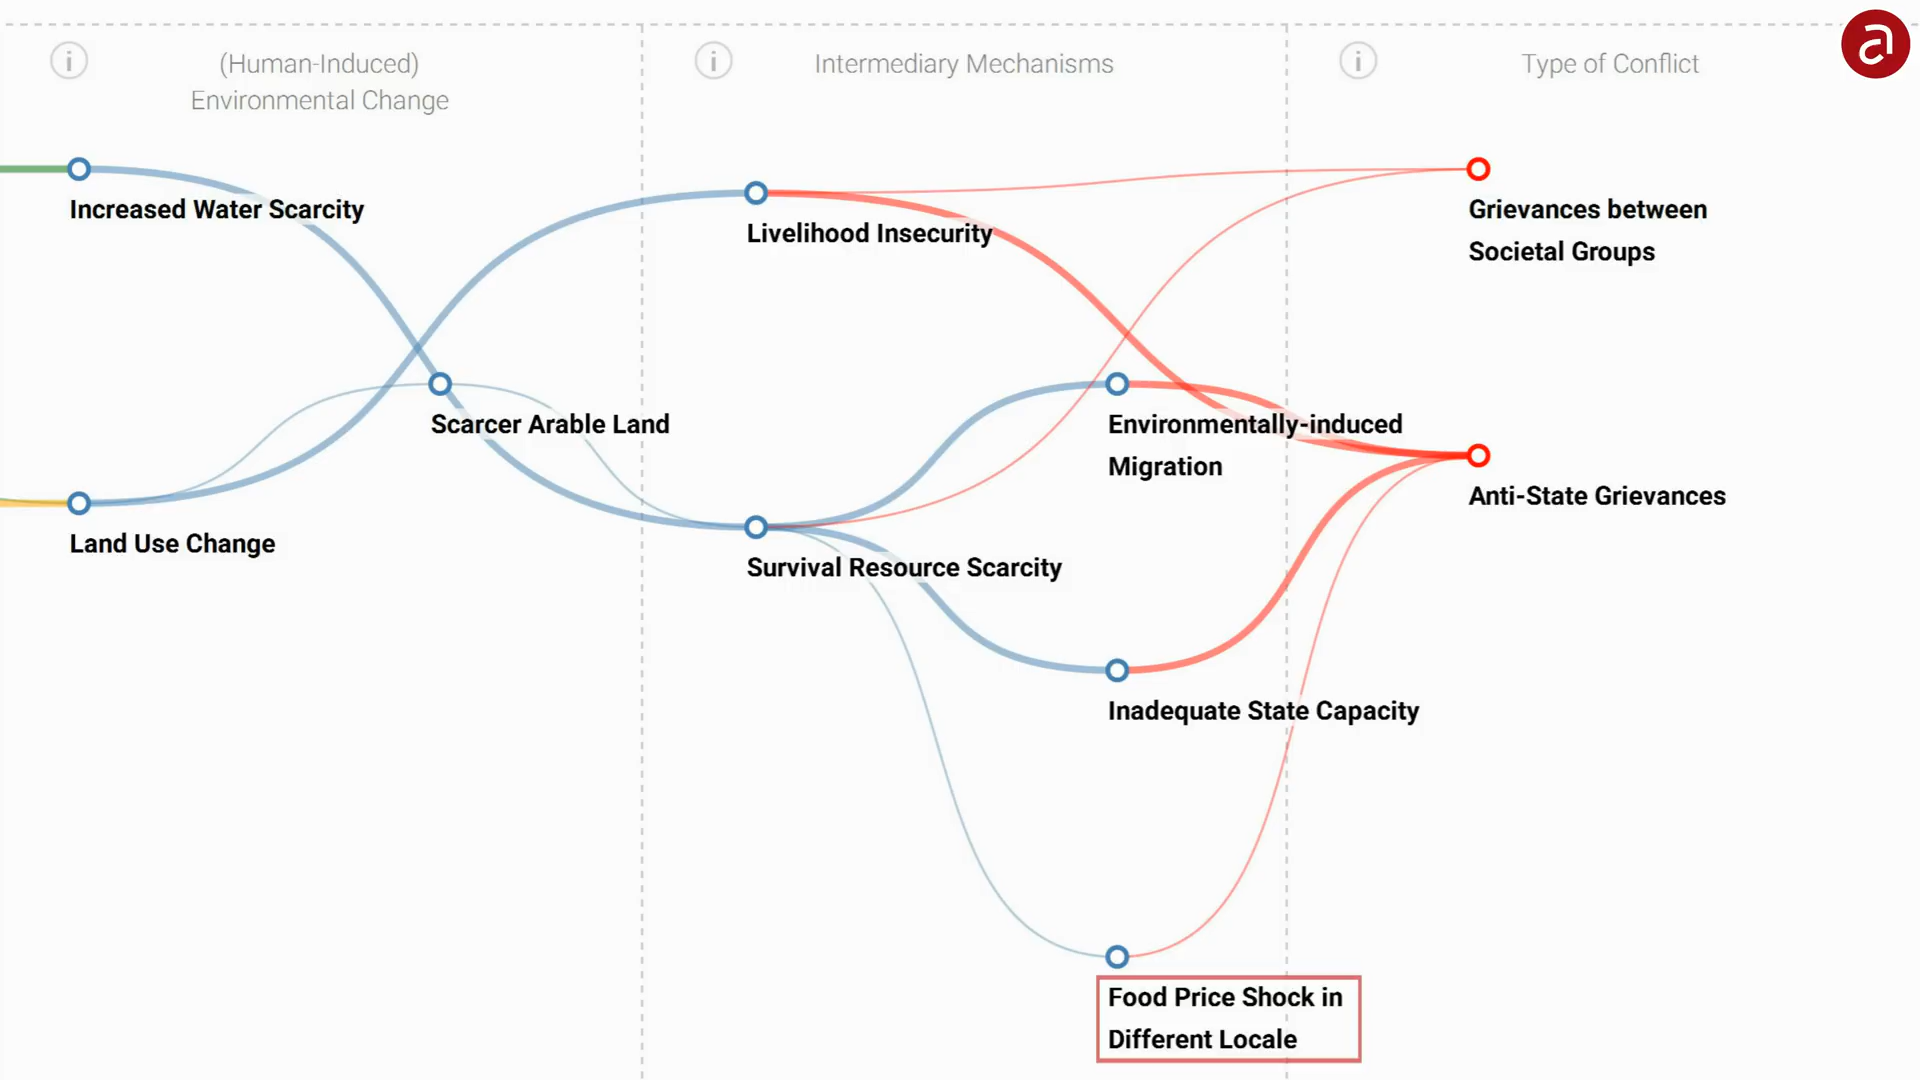 (Human-Induced)
Environmental Change
Intermediary Mechanisms
Type of Conflict
a
Increased Water Scarcity
Livelihood Insecurity
Grievances between
Societal Groups
Scarcer Arable Land
Environmentally-induced
Migration
Anti-State Grievances
Land Use Change
Survival Resource Scarcity
Inadequate State Capacity
Food Price Shock in
Different Locale